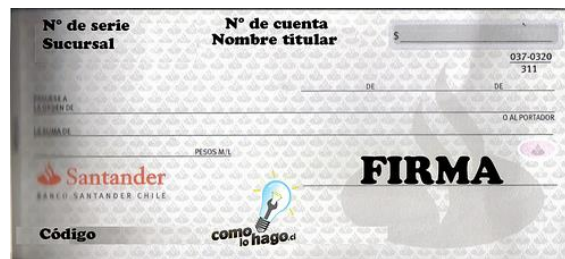 Nº de serie
Sucursal
Nº de cuenta
Nombre titular
$
037-0320
311
DE DE
PAGUESE A
LA ORDEN DE
O AL PORTADOR
LA SUMA DE
PESOS M/L
FIRMA
Santander
BANCO SANTANDER CHILE
Código
como
lo hago.cl